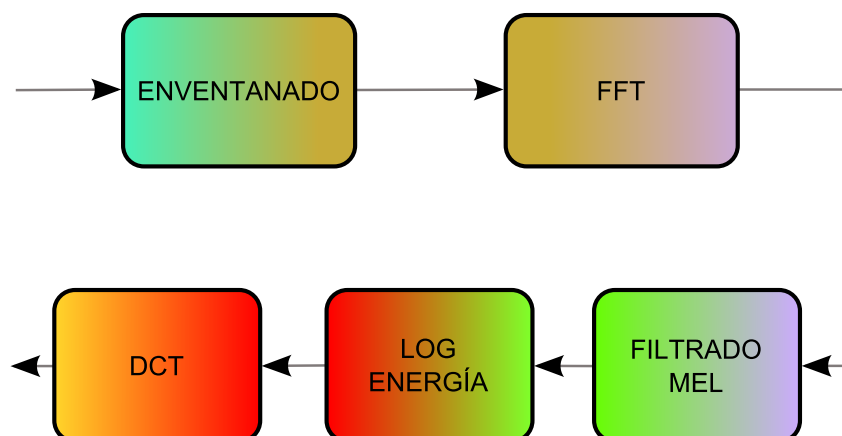 ENVENTANADO
FFT
DCT
LOG
ENERGÍA
FILTRADO
MEL